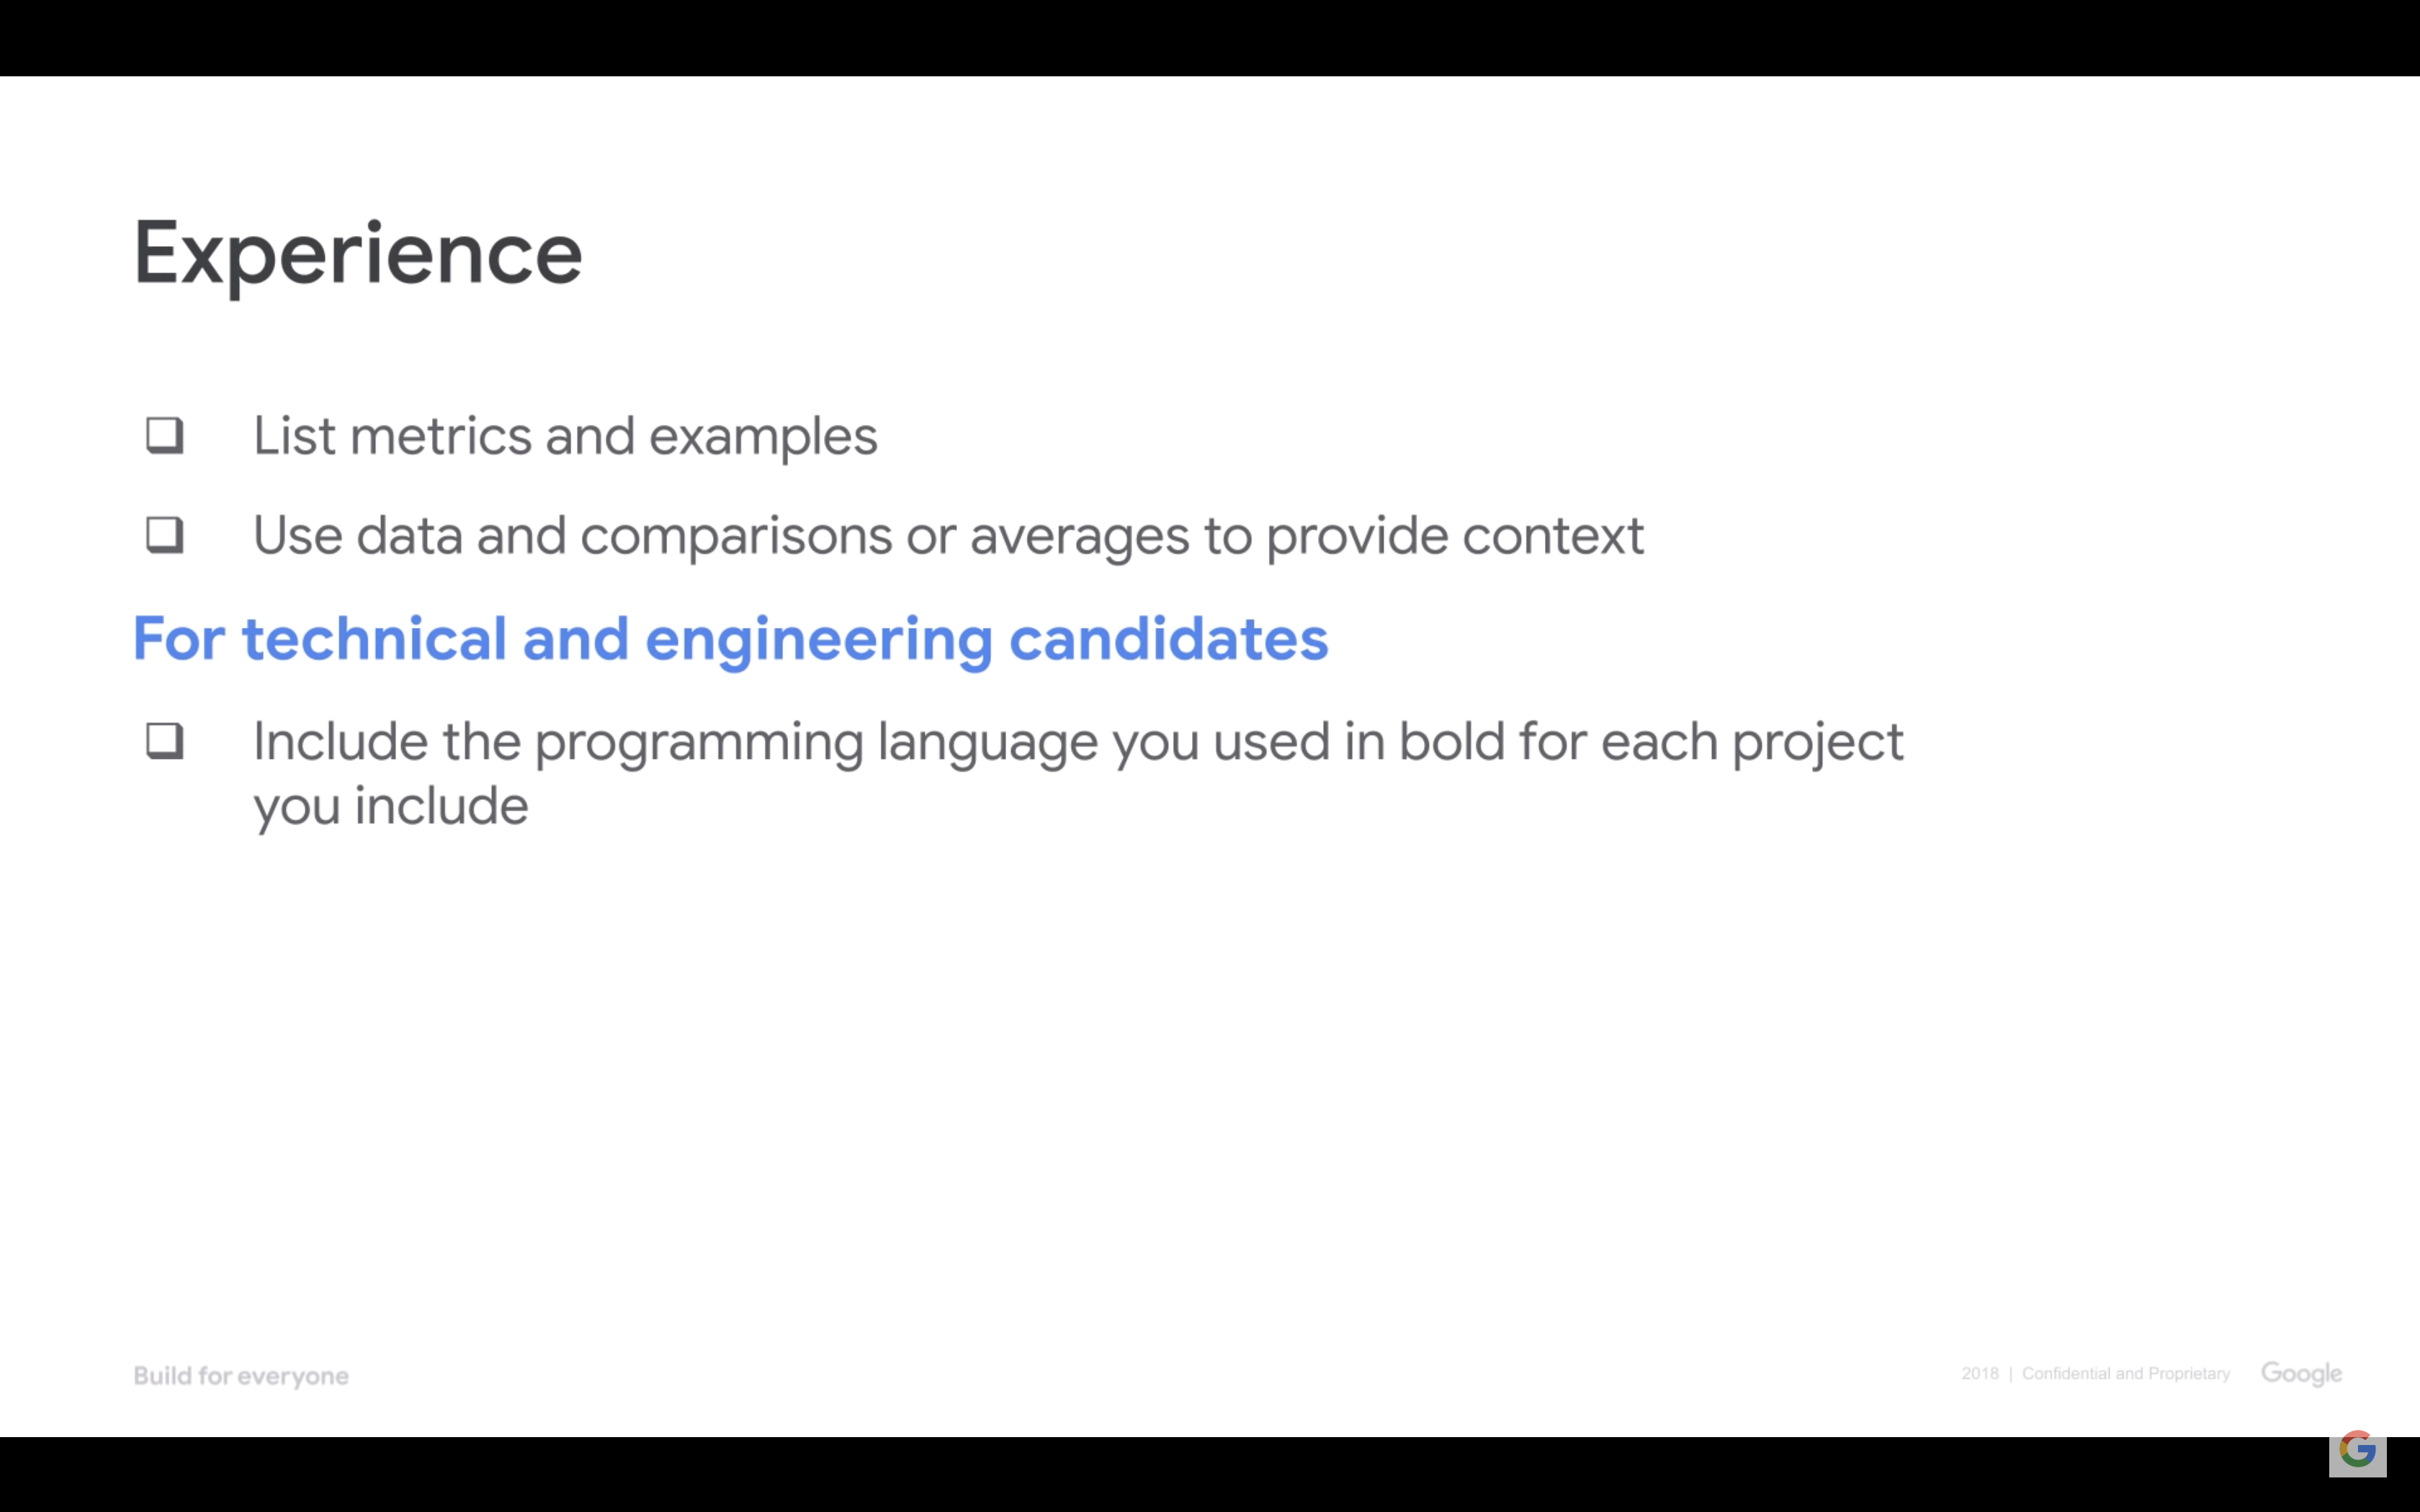 Experience
List metrics and examples
Use data and comparisons or averages to provide context
For technical and engineering candidates
Include the programming language you used in bold for each project
you include
Build for everyone
2018 | Confidential and Proprietary Google
G